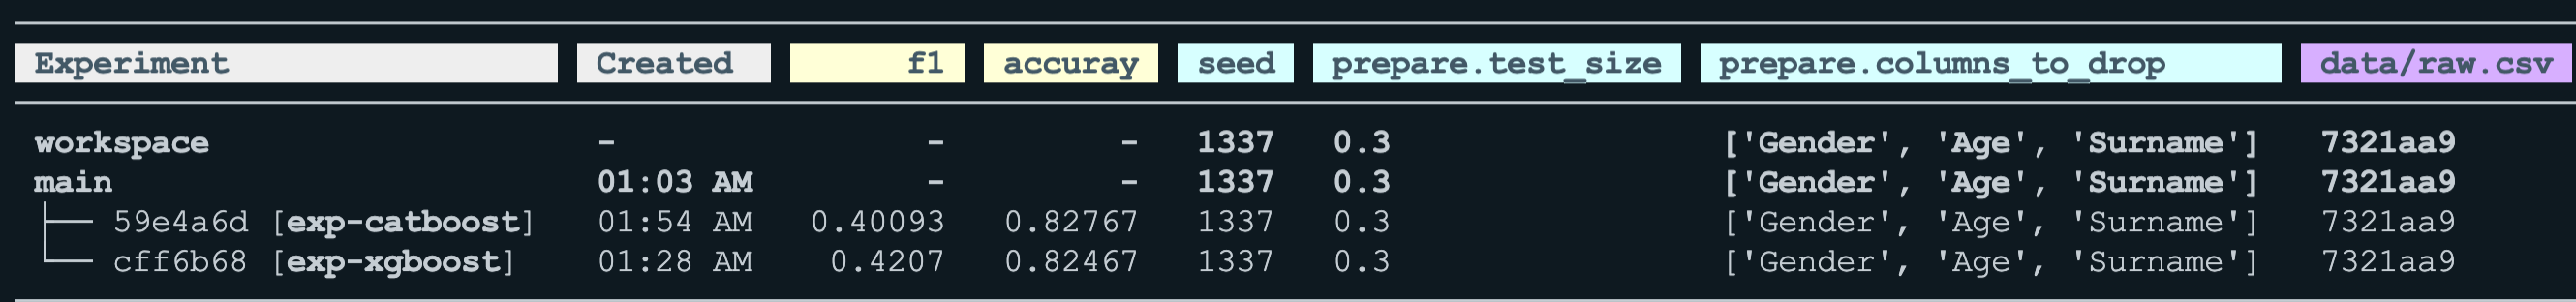 Experiment Created f1 accuray seed prepare.test_size prepare.columns_to_drop data/raw.csv
workspace - - - 1337 0.3 ['Gender', 'Age', 'Surname'] 7321aa9
main 01:03 AM - - 1337 0.3 ['Gender', 'Age', 'Surname'] 7321aa9
59e4a6d [exp-catboost] 01:54 AM 0.40093 0.82767 1337 0.3 ['Gender', 'Age', 'Surname'] 7321aa9
cff6b68 [exp-xgboost] 01:28 AM 0.4207 0.82467 1337 0.3 ['Gender', 'Age', 'Surname'] 7321aa9